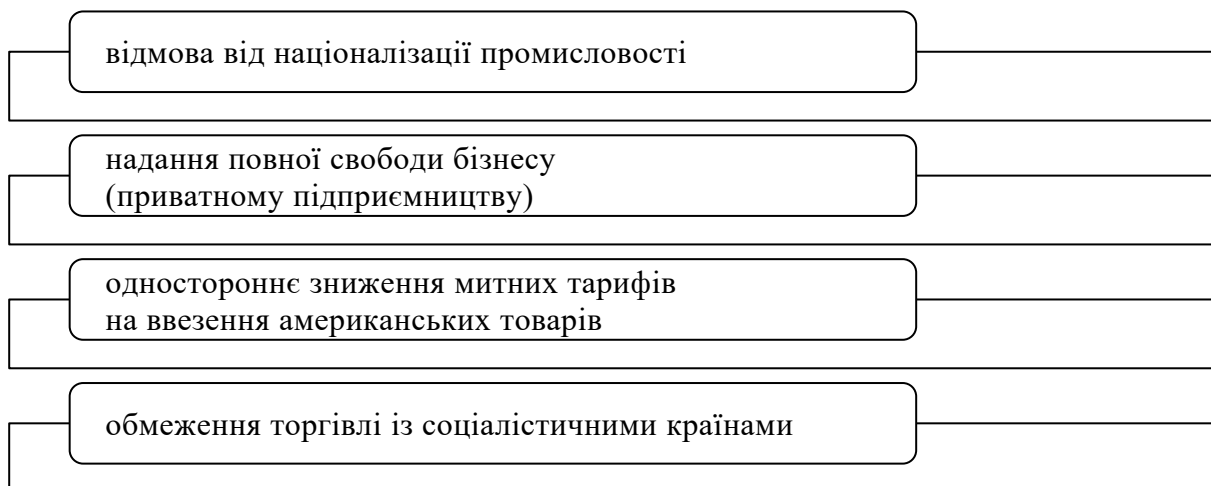 відмова від націоналізації промисловості
надання повної свободи бізнесу
(приватному підприємництву)
одностороннє зниження митних тарифів
на ввезення американських товарів
обмеження торгівлі із соціалістичними країнами